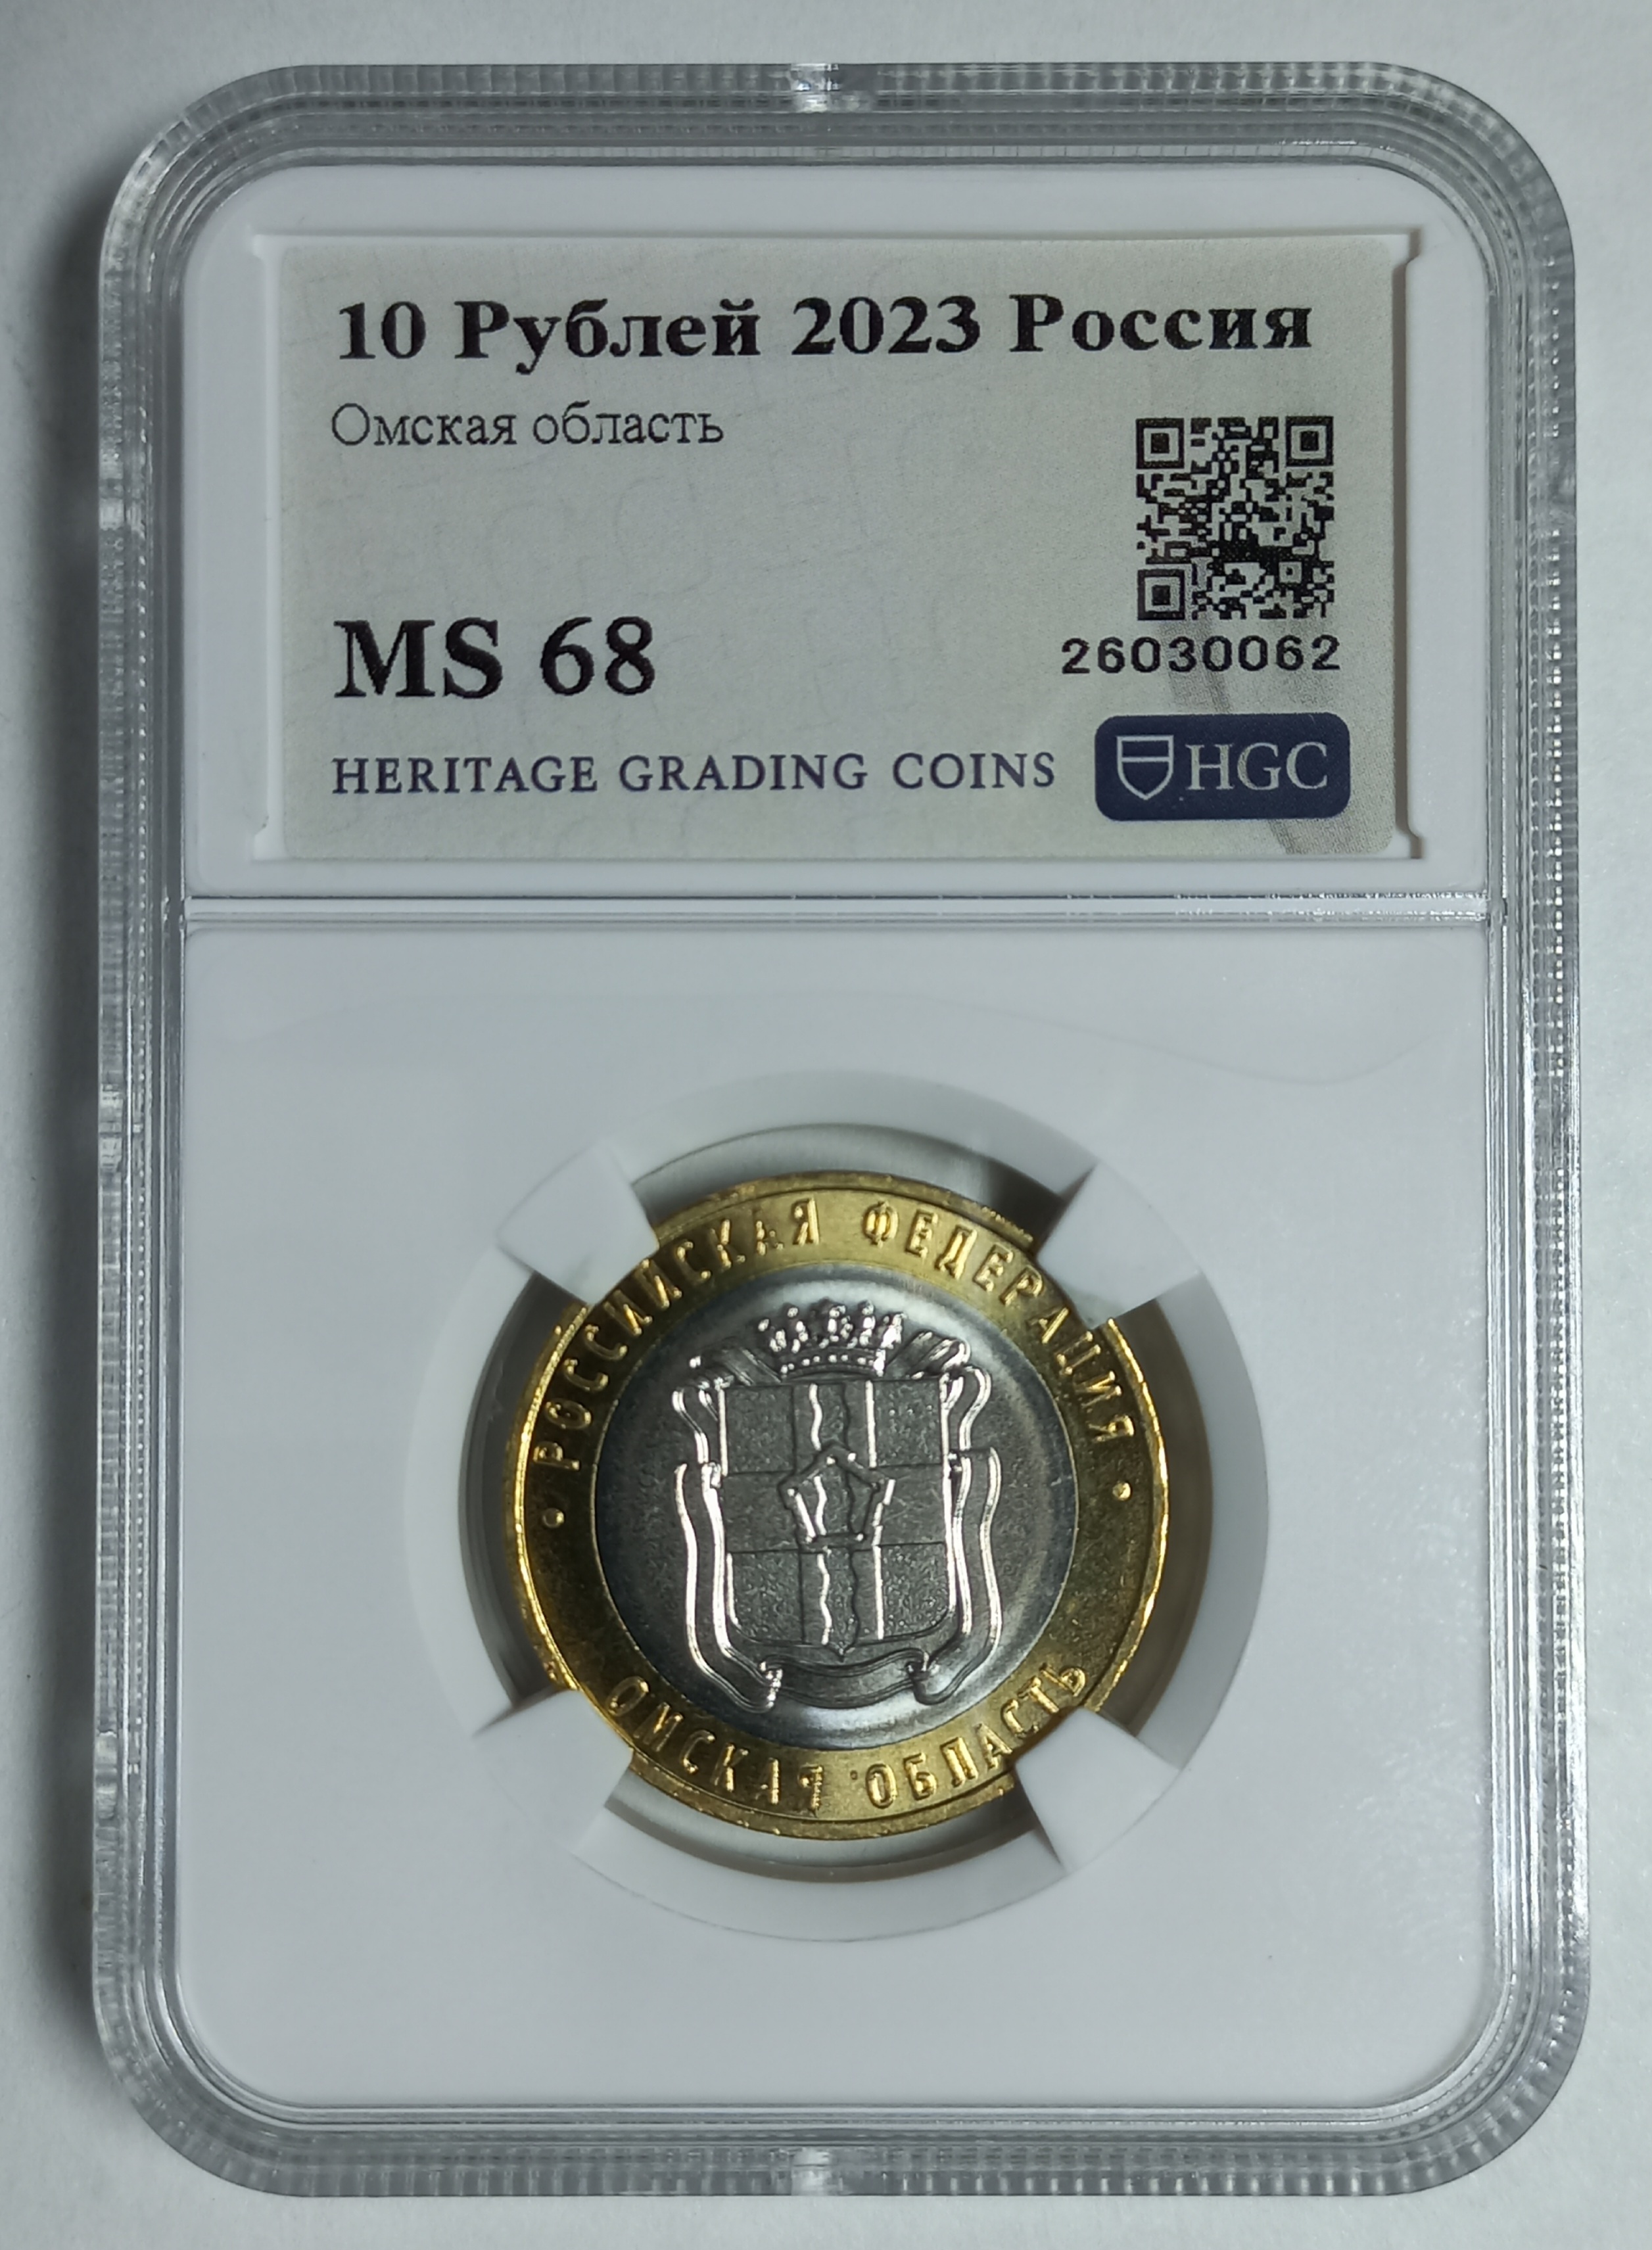 10 Рублей 2023 Россия
Омская область
MS 68
26030062
HERITAGE GRADING COINS
HGC
• РОССИЙСКАЯ ФЕДЕРАЦИЯ •
ОМСКАЯ ОБЛАСТЬ